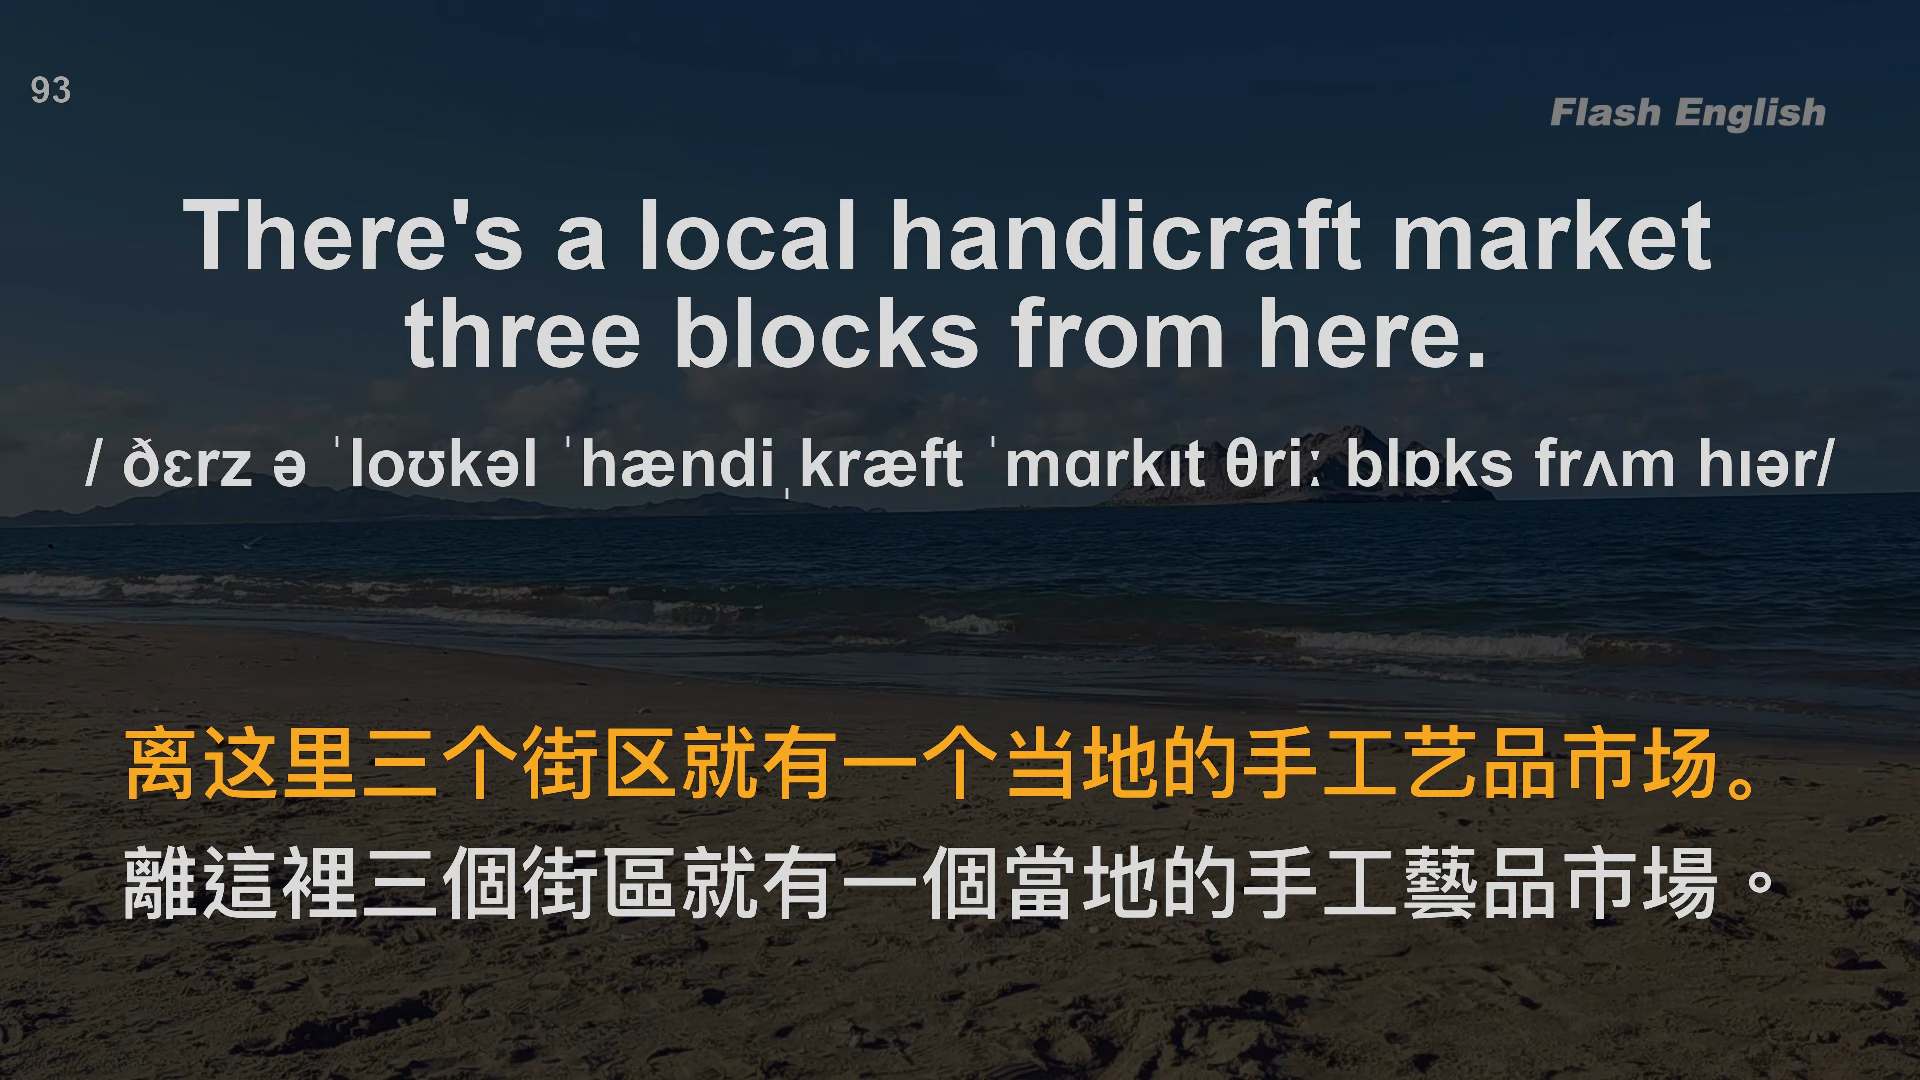 93
Flash English
There's a local handicraft market
three blocks from here.
/ ðɛrz ə ˈloʊkəl ˈhændiˌkræft ˈmɑrkɪt θriː blɒks frʌm hɪər/
离这里三个街区就有一个当地的手工艺品市场。
離這裡三個街區就有一個當地的手工藝品市場。